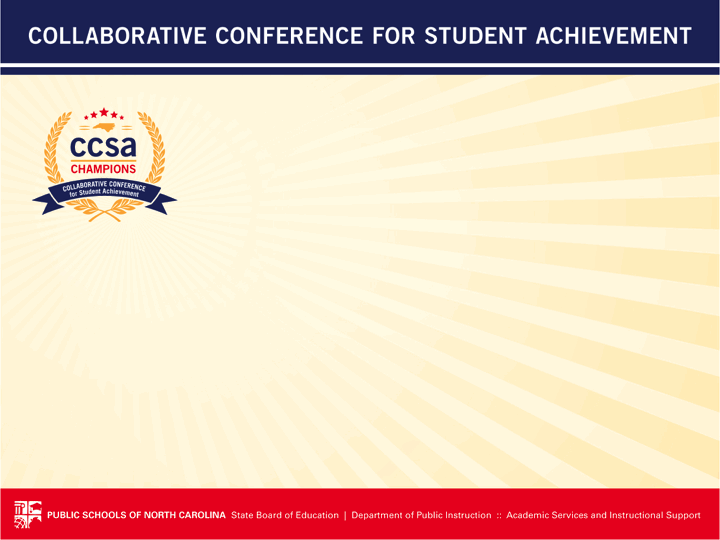 COLLABORATIVE CONFERENCE FOR STUDENT ACHIEVEMENT
ccsa
CHAMPIONS
COLLABORATIVE CONFERENCE
for Student Achievement
PUBLIC SCHOOLS OF NORTH CAROLINA State Board of Education | Department of Public Instruction :: Academic Services and Instructional Support